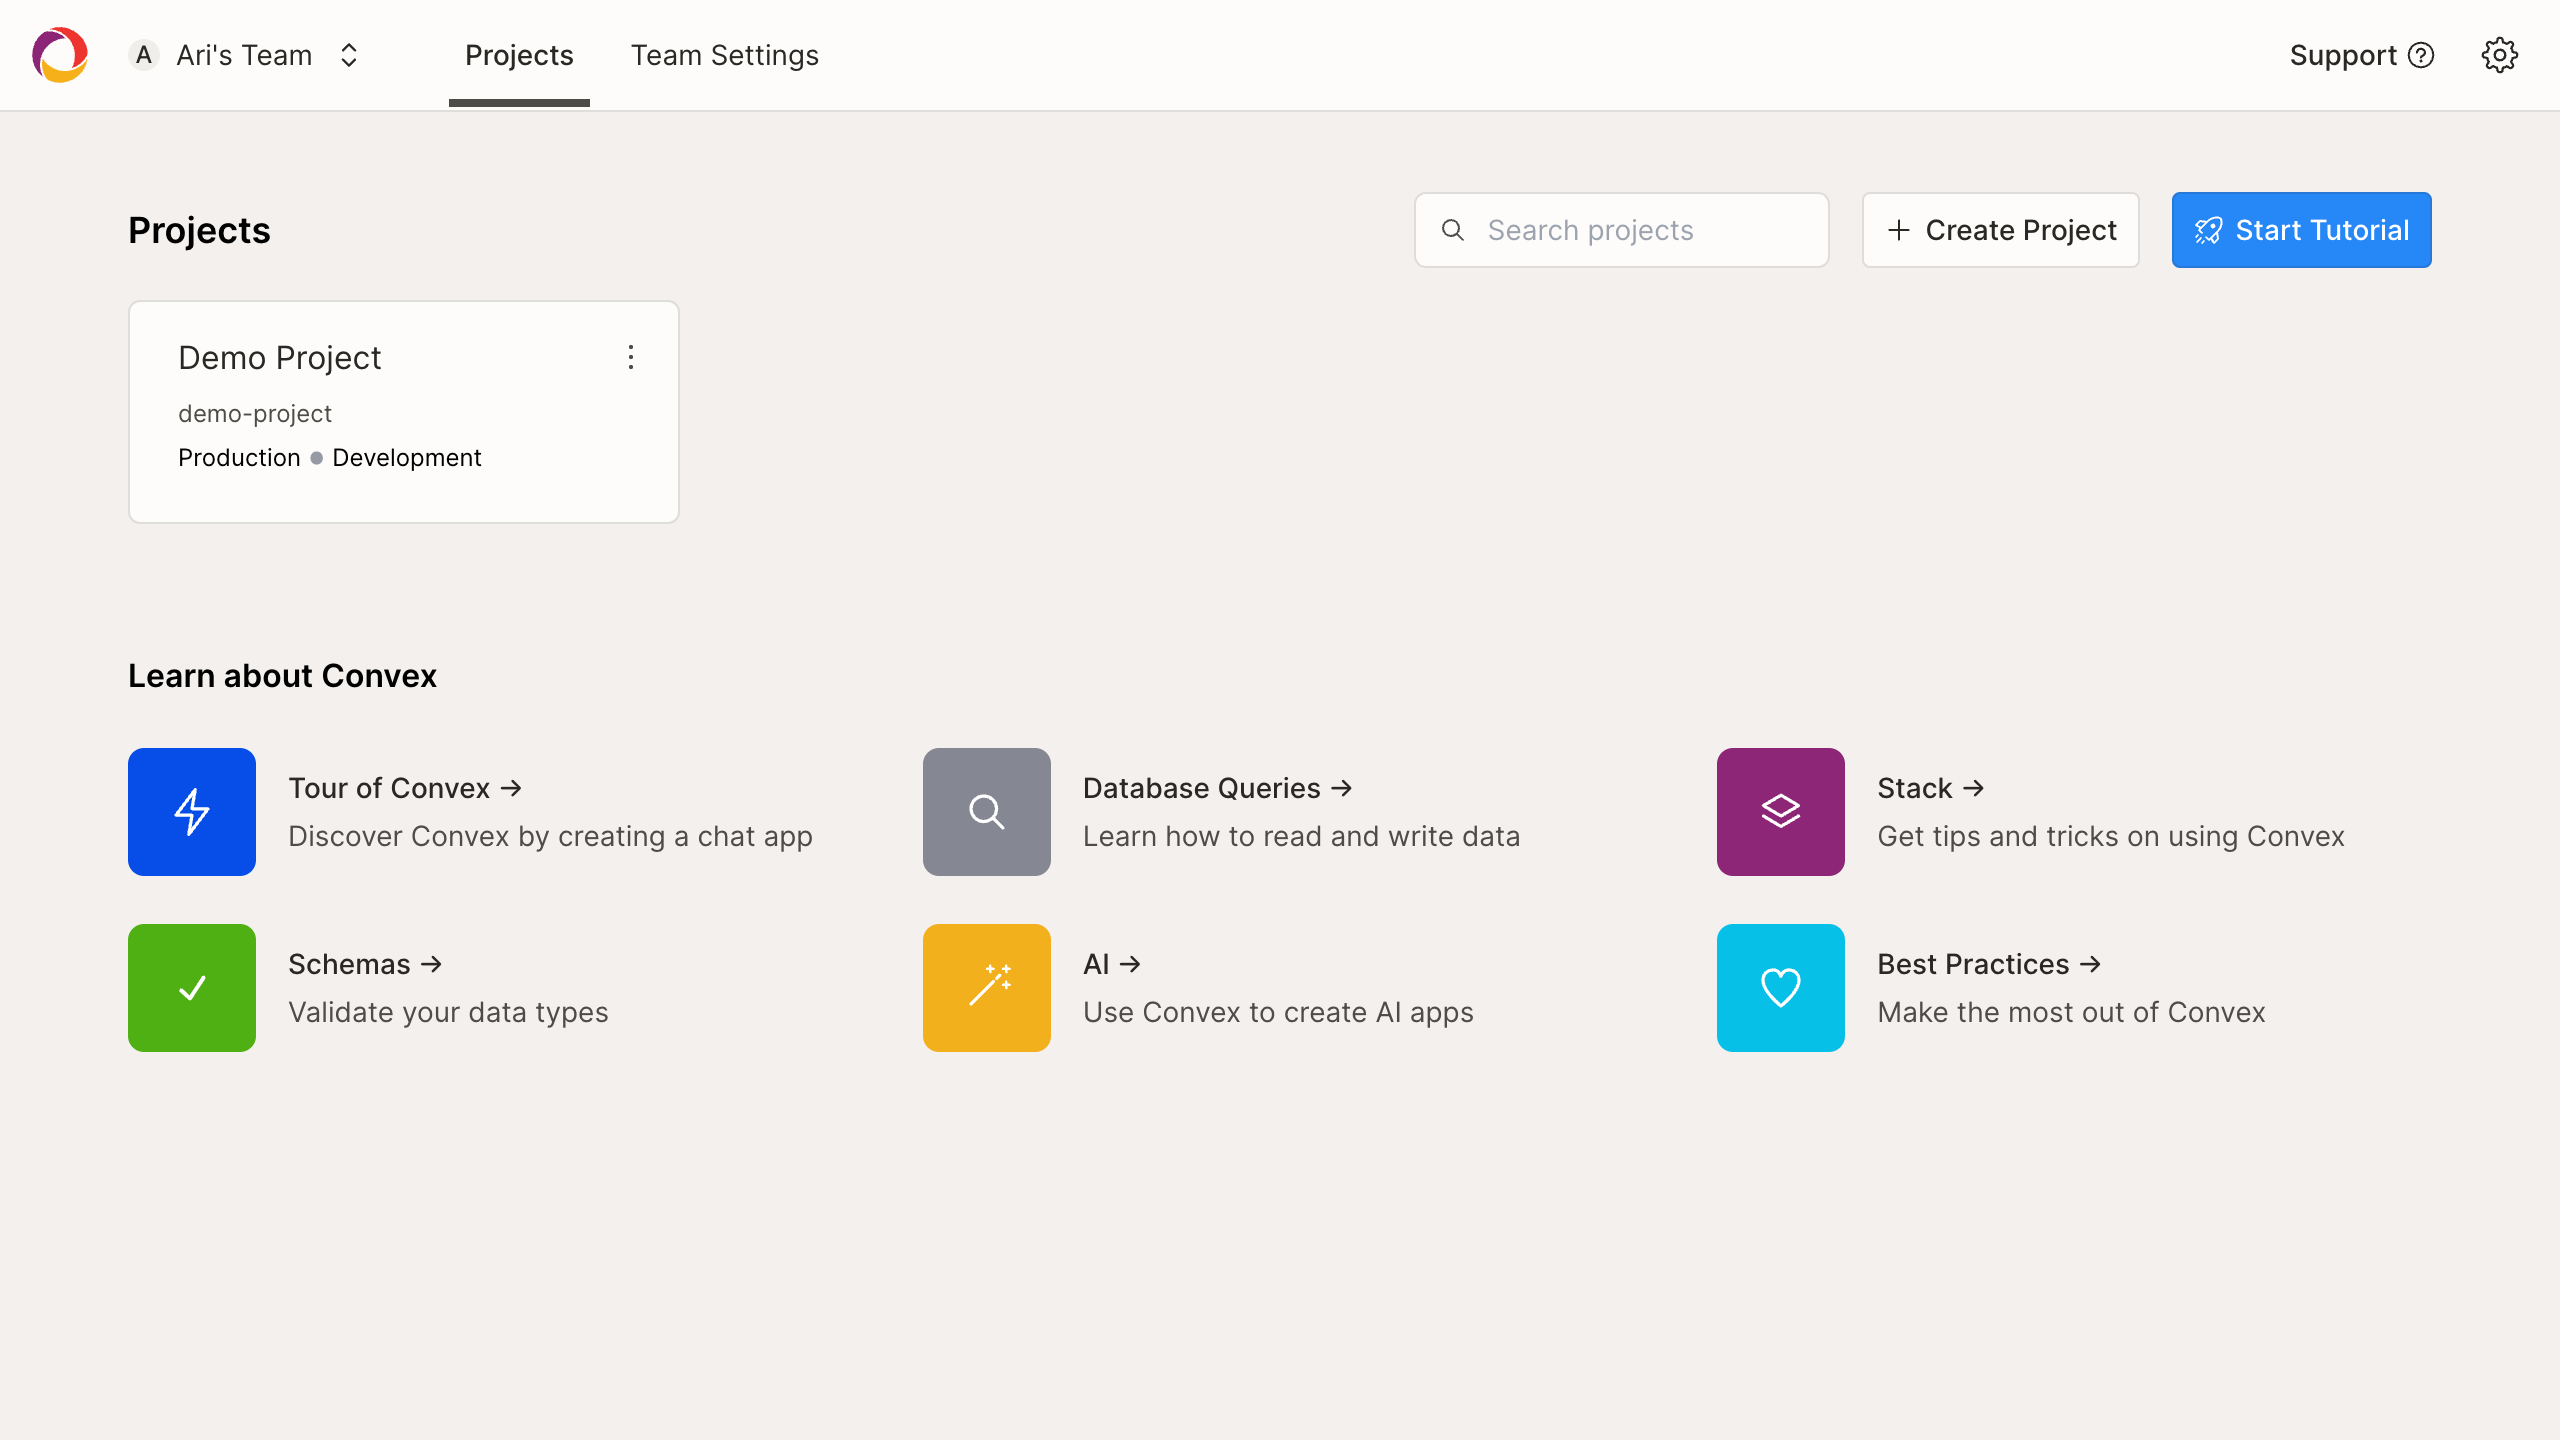 A Ari's Team Projects Team Settings Support
Projects Search projects Create Project Start Tutorial
Demo Project
demo-project
Production Development
Learn about Convex
Tour of Convex →
Discover Convex by creating a chat app
Database Queries →
Learn how to read and write data
Stack →
Get tips and tricks on using Convex
Schemas →
Validate your data types
AI →
Use Convex to create AI apps
Best Practices →
Make the most out of Convex